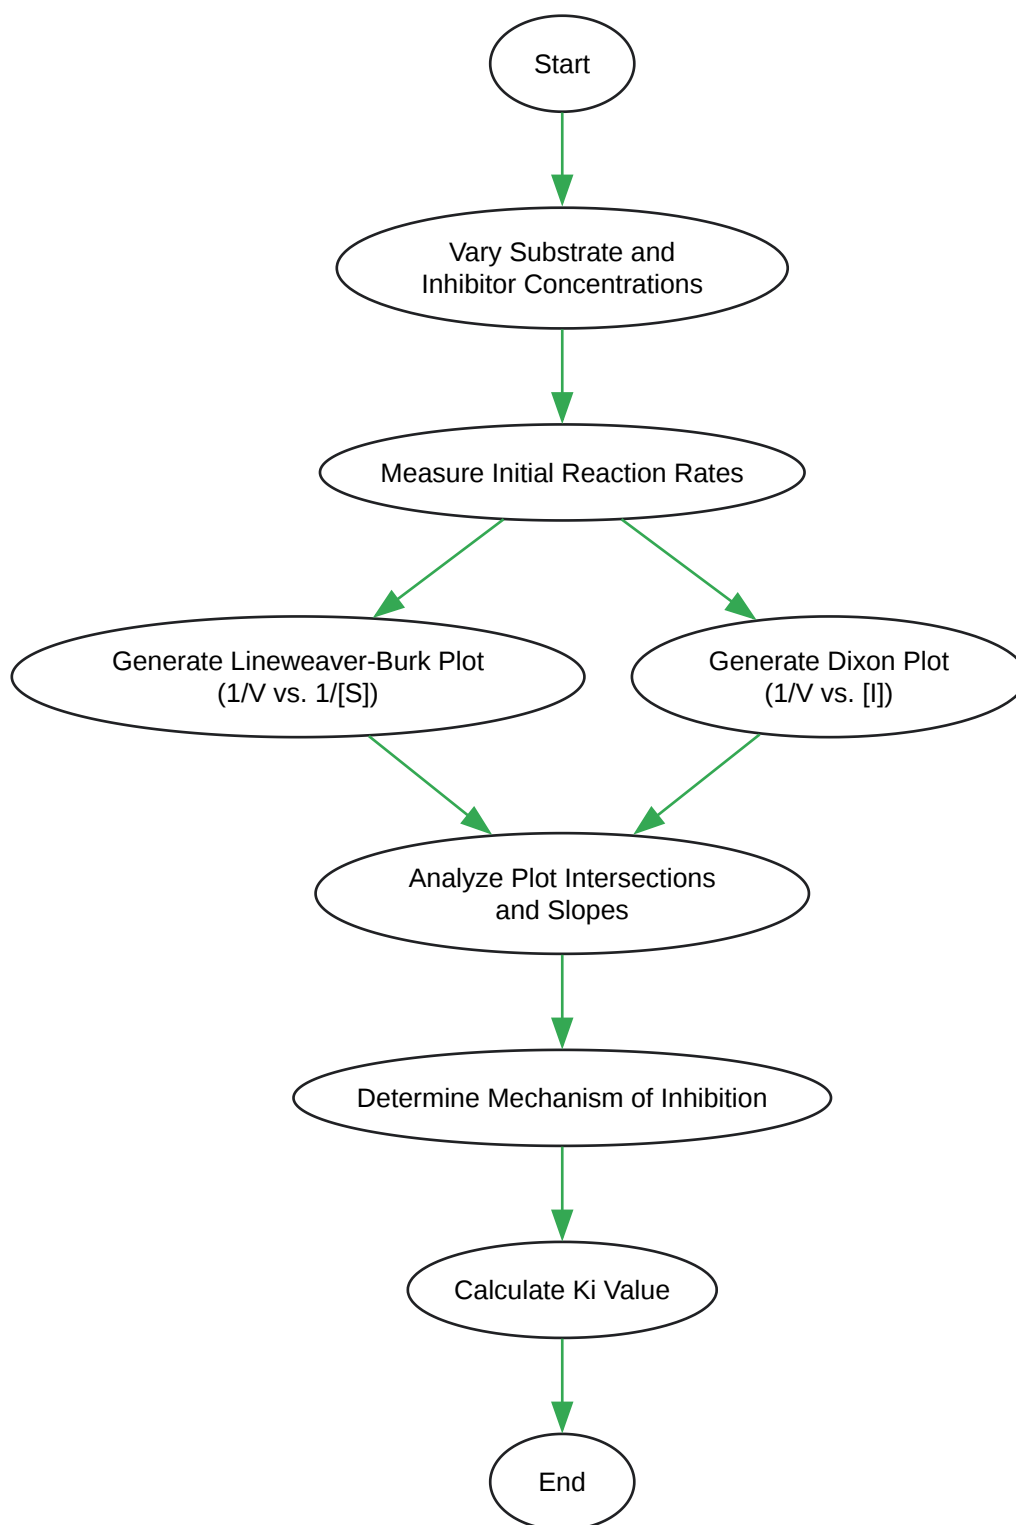 Start
Vary Substrate and
Inhibitor Concentrations
Measure Initial Reaction Rates
Generate Lineweaver-Burk Plot
(1/V vs. 1/[S])
Generate Dixon Plot
(1/V vs. [I])
Analyze Plot Intersections
and Slopes
Determine Mechanism of Inhibition
Calculate Ki Value
End